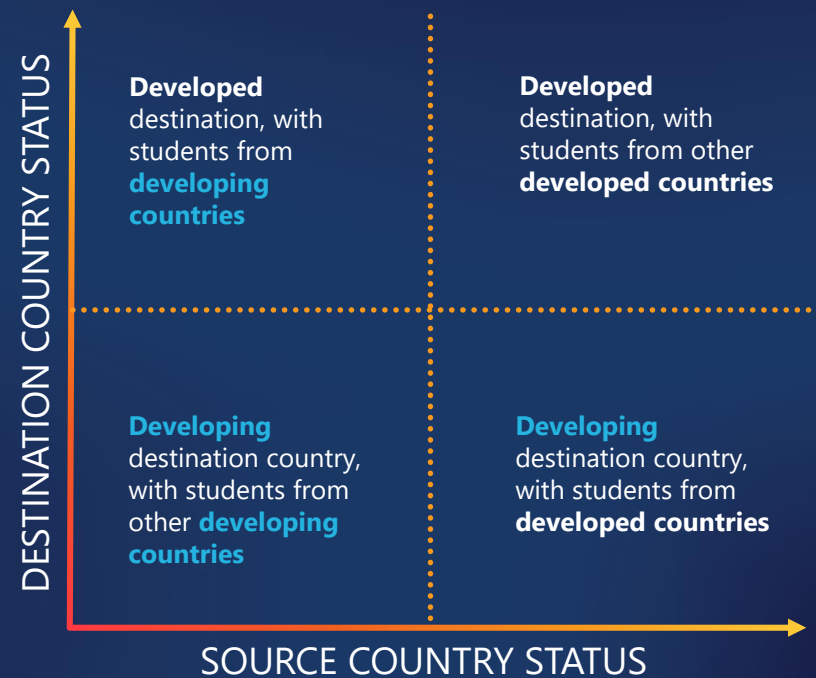 DESTINATION COUNTRY STATUS
Developed
destination, with
students from
developing
countries
Developed
destination, with
students from other
developed countries
Developing
destination country,
with students from
other developing
countries
Developing
destination country,
with students from
developed countries
SOURCE COUNTRY STATUS